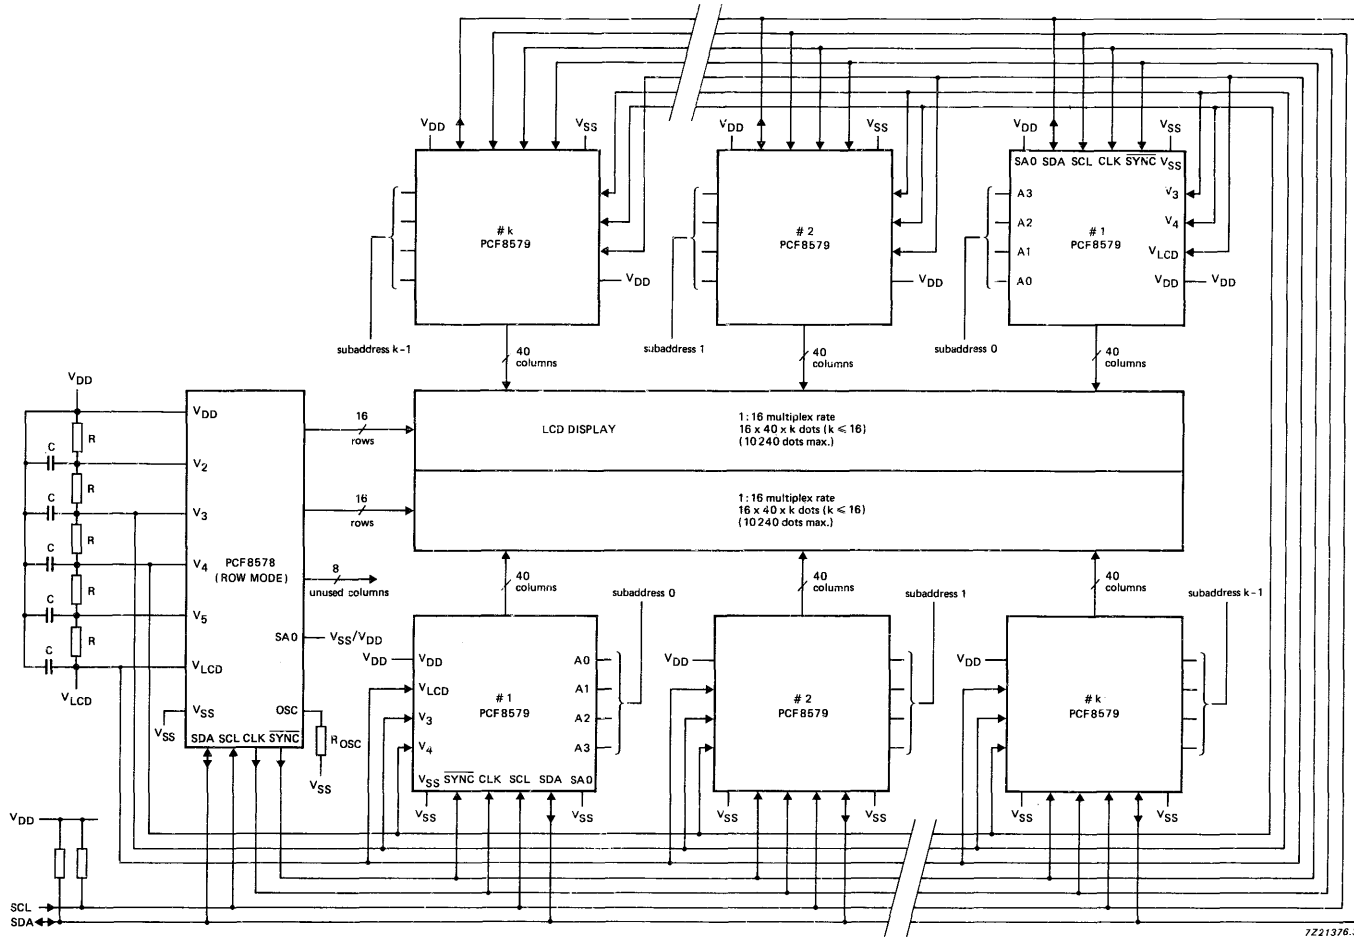 VDD
VSS
VDD
VSS
VDD
VSS
SA0 SDA SCL CLK SYNC VSS
# k
PCF8579
VDD
# 2
PCF8579
VDD
A3
A2
A1
A0
# 1
PCF8579
V3
V4
VLCD
VDD
VDD
subaddress k-1
40
columns
subaddress 1
40
columns
subaddress 0
40
columns
VDD
C
R
C
R
C
R
C
R
C
R
VLCD
VDD
V2
V3
V4
V5
VLCD
VSS
VSS
PCF8578
(ROW MODE)
SA0
VSS/VDD
OSC
ROSC
VSS
SDA SCL CLK SYNC
16
rows
16
rows
8
unused columns
LCD DISPLAY
1:16 multiplex rate
16 x 40 x k dots (k ⩽ 16)
(10240 dots max.)
1:16 multiplex rate
16 x 40 x k dots (k ⩽ 16)
(10240 dots max.)
40
columns
subaddress 0
40
columns
subaddress 1
40
columns
subaddress k-1
VDD
VDD
VLCD
V3
V4
# 1
PCF8579
A0
A1
A2
A3
VSS SYNC CLK SCL SDA SA0
VSS
VSS
VDD
# 2
PCF8579
VSS
VSS
VDD
# k
PCF8579
VSS
VSS
VDD
SCL
SDA
7Z21376.